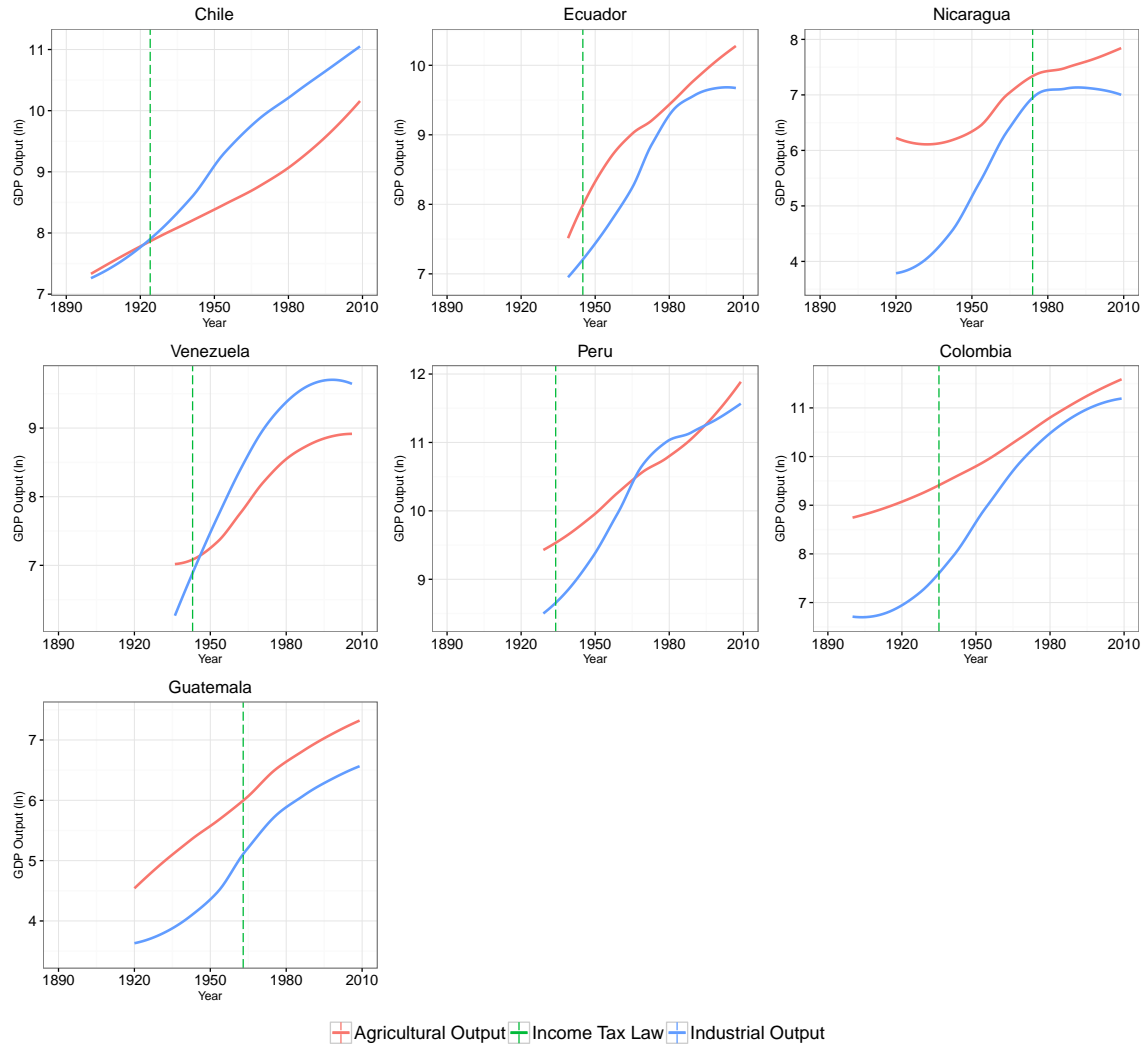 Chile
GDP Output (ln)
11
10
9
8
7
1890 1920 1950 1980 2010
Year
Ecuador
GDP Output (ln)
10
9
8
7
1890 1920 1950 1980 2010
Year
Nicaragua
GDP Output (ln)
8
7
6
5
4
1890 1920 1950 1980 2010
Year
Venezuela
GDP Output (ln)
9
8
7
1890 1920 1950 1980 2010
Year
Peru
GDP Output (ln)
12
11
10
9
1890 1920 1950 1980 2010
Year
Colombia
GDP Output (ln)
11
10
9
8
7
1890 1920 1950 1980 2010
Year
Guatemala
GDP Output (ln)
7
6
5
4
1890 1920 1950 1980 2010
Year
Agricultural Output Income Tax Law Industrial Output